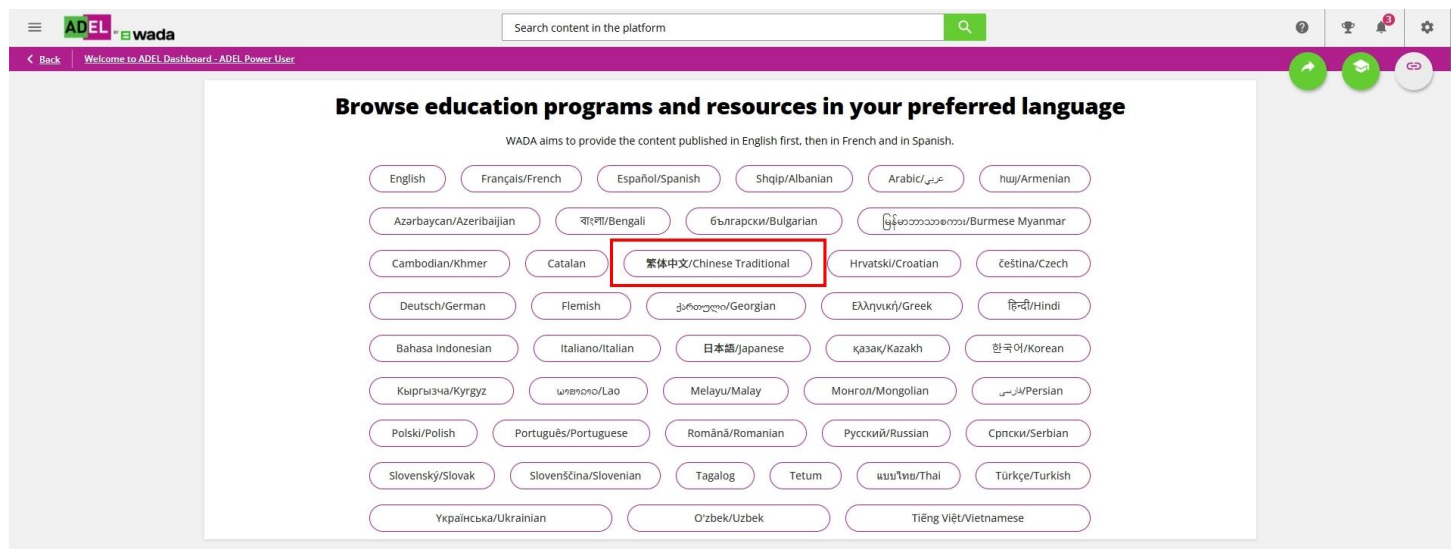 ADEL BY wada
Search content in the platform
3
Back
Welcome to ADEL Dashboard - ADEL Power User
Browse education programs and resources in your preferred language
WADA aims to provide the content published in English first, then in French and in Spanish.
English Français/French Español/Spanish Shqip/Albanian Arabic/عربي հայ/Armenian
Azərbaycan/Azeribaijian বাংলা/Bengali български/Bulgarian မြန်မာဘာသာစကား/Burmese Myanmar
Cambodian/Khmer Catalan 繁体中文/Chinese Traditional Hrvatski/Croatian čeština/Czech
Deutsch/German Flemish ქართული/Georgian Ελληνική/Greek हिन्दी/Hindi
Bahasa Indonesian Italiano/Italian 日本語/Japanese қазақ/Kazakh 한국어/Korean
Кыргызча/Kyrgyz ພາສາລາວ/Lao Melayu/Malay Монгол/Mongolian فارسی/Persian
Polski/Polish Português/Portuguese Română/Romanian Русский/Russian Српски/Serbian
Slovenský/Slovak Slovenščina/Slovenian Tagalog Tetum แบบไทย/Thai Türkçe/Turkish
Українська/Ukrainian O'zbek/Uzbek Tiếng Việt/Vietnamese